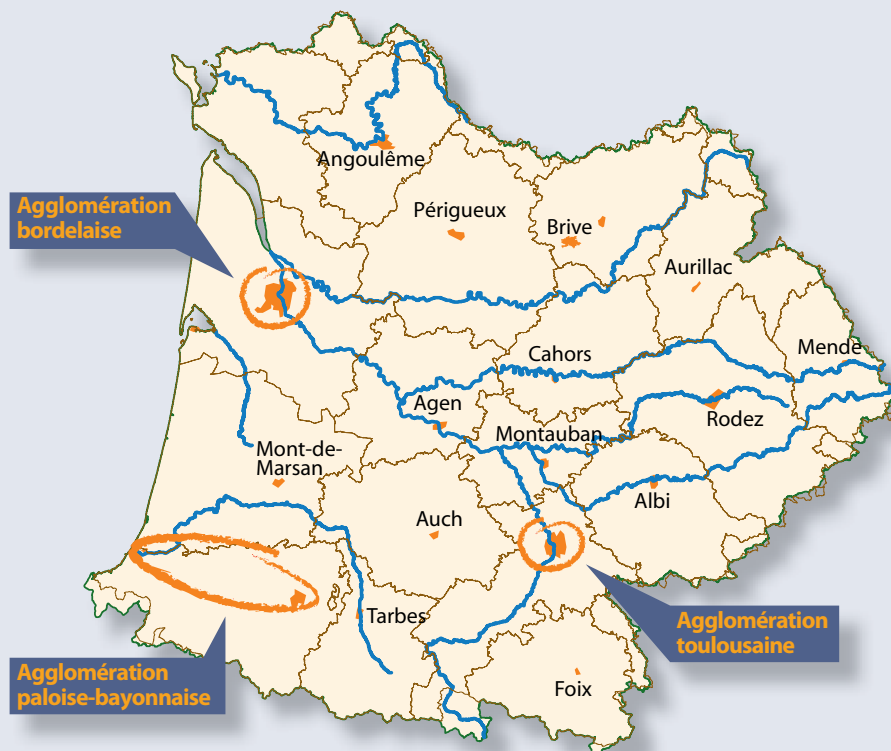 Angoulême
Agglomération
bordelaise
Périgueux
Brive
Aurillac
Cahors
Mende
Agen
Rodez
Montauban
Mont-de-
Marsan
Albi
Auch
Tarbes
Agglomération
toulousaine
Agglomération
paloise-bayonnaise
Foix